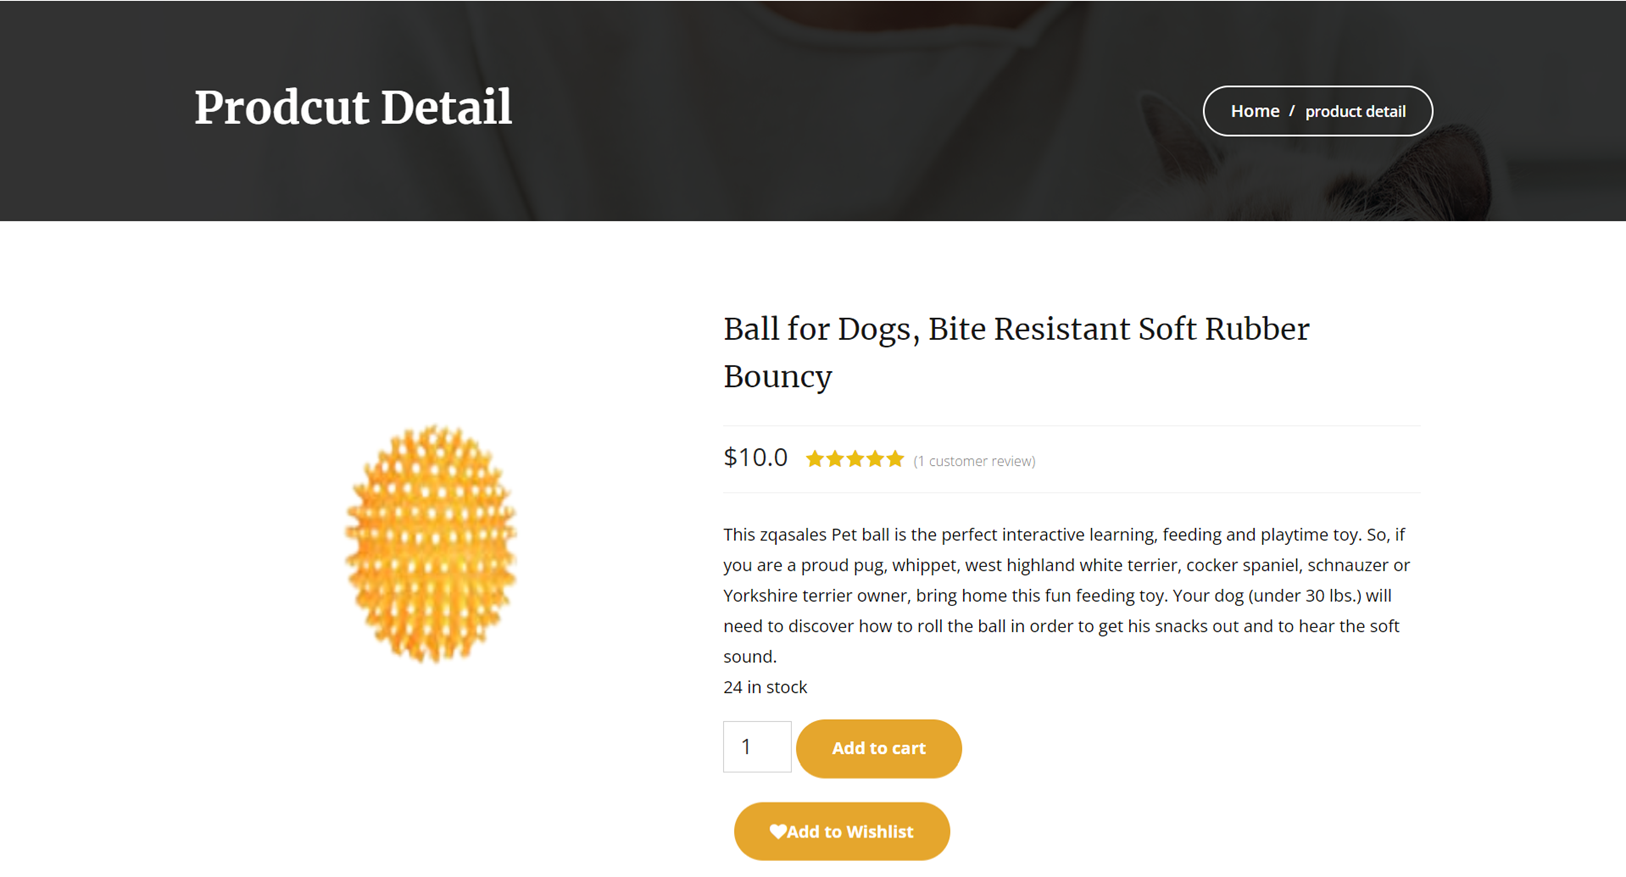 Prodcut Detail
Home / product detail
Ball for Dogs, Bite Resistant Soft Rubber
Bouncy
$10.0 (1 customer review)
This zqasales Pet ball is the perfect interactive learning, feeding and playtime toy. So, if
you are a proud pug, whippet, west highland white terrier, cocker spaniel, schnauzer or
Yorkshire terrier owner, bring home this fun feeding toy. Your dog (under 30 lbs.) will
need to discover how to roll the ball in order to get his snacks out and to hear the soft
sound.
24 in stock
1 Add to cart
Add to Wishlist